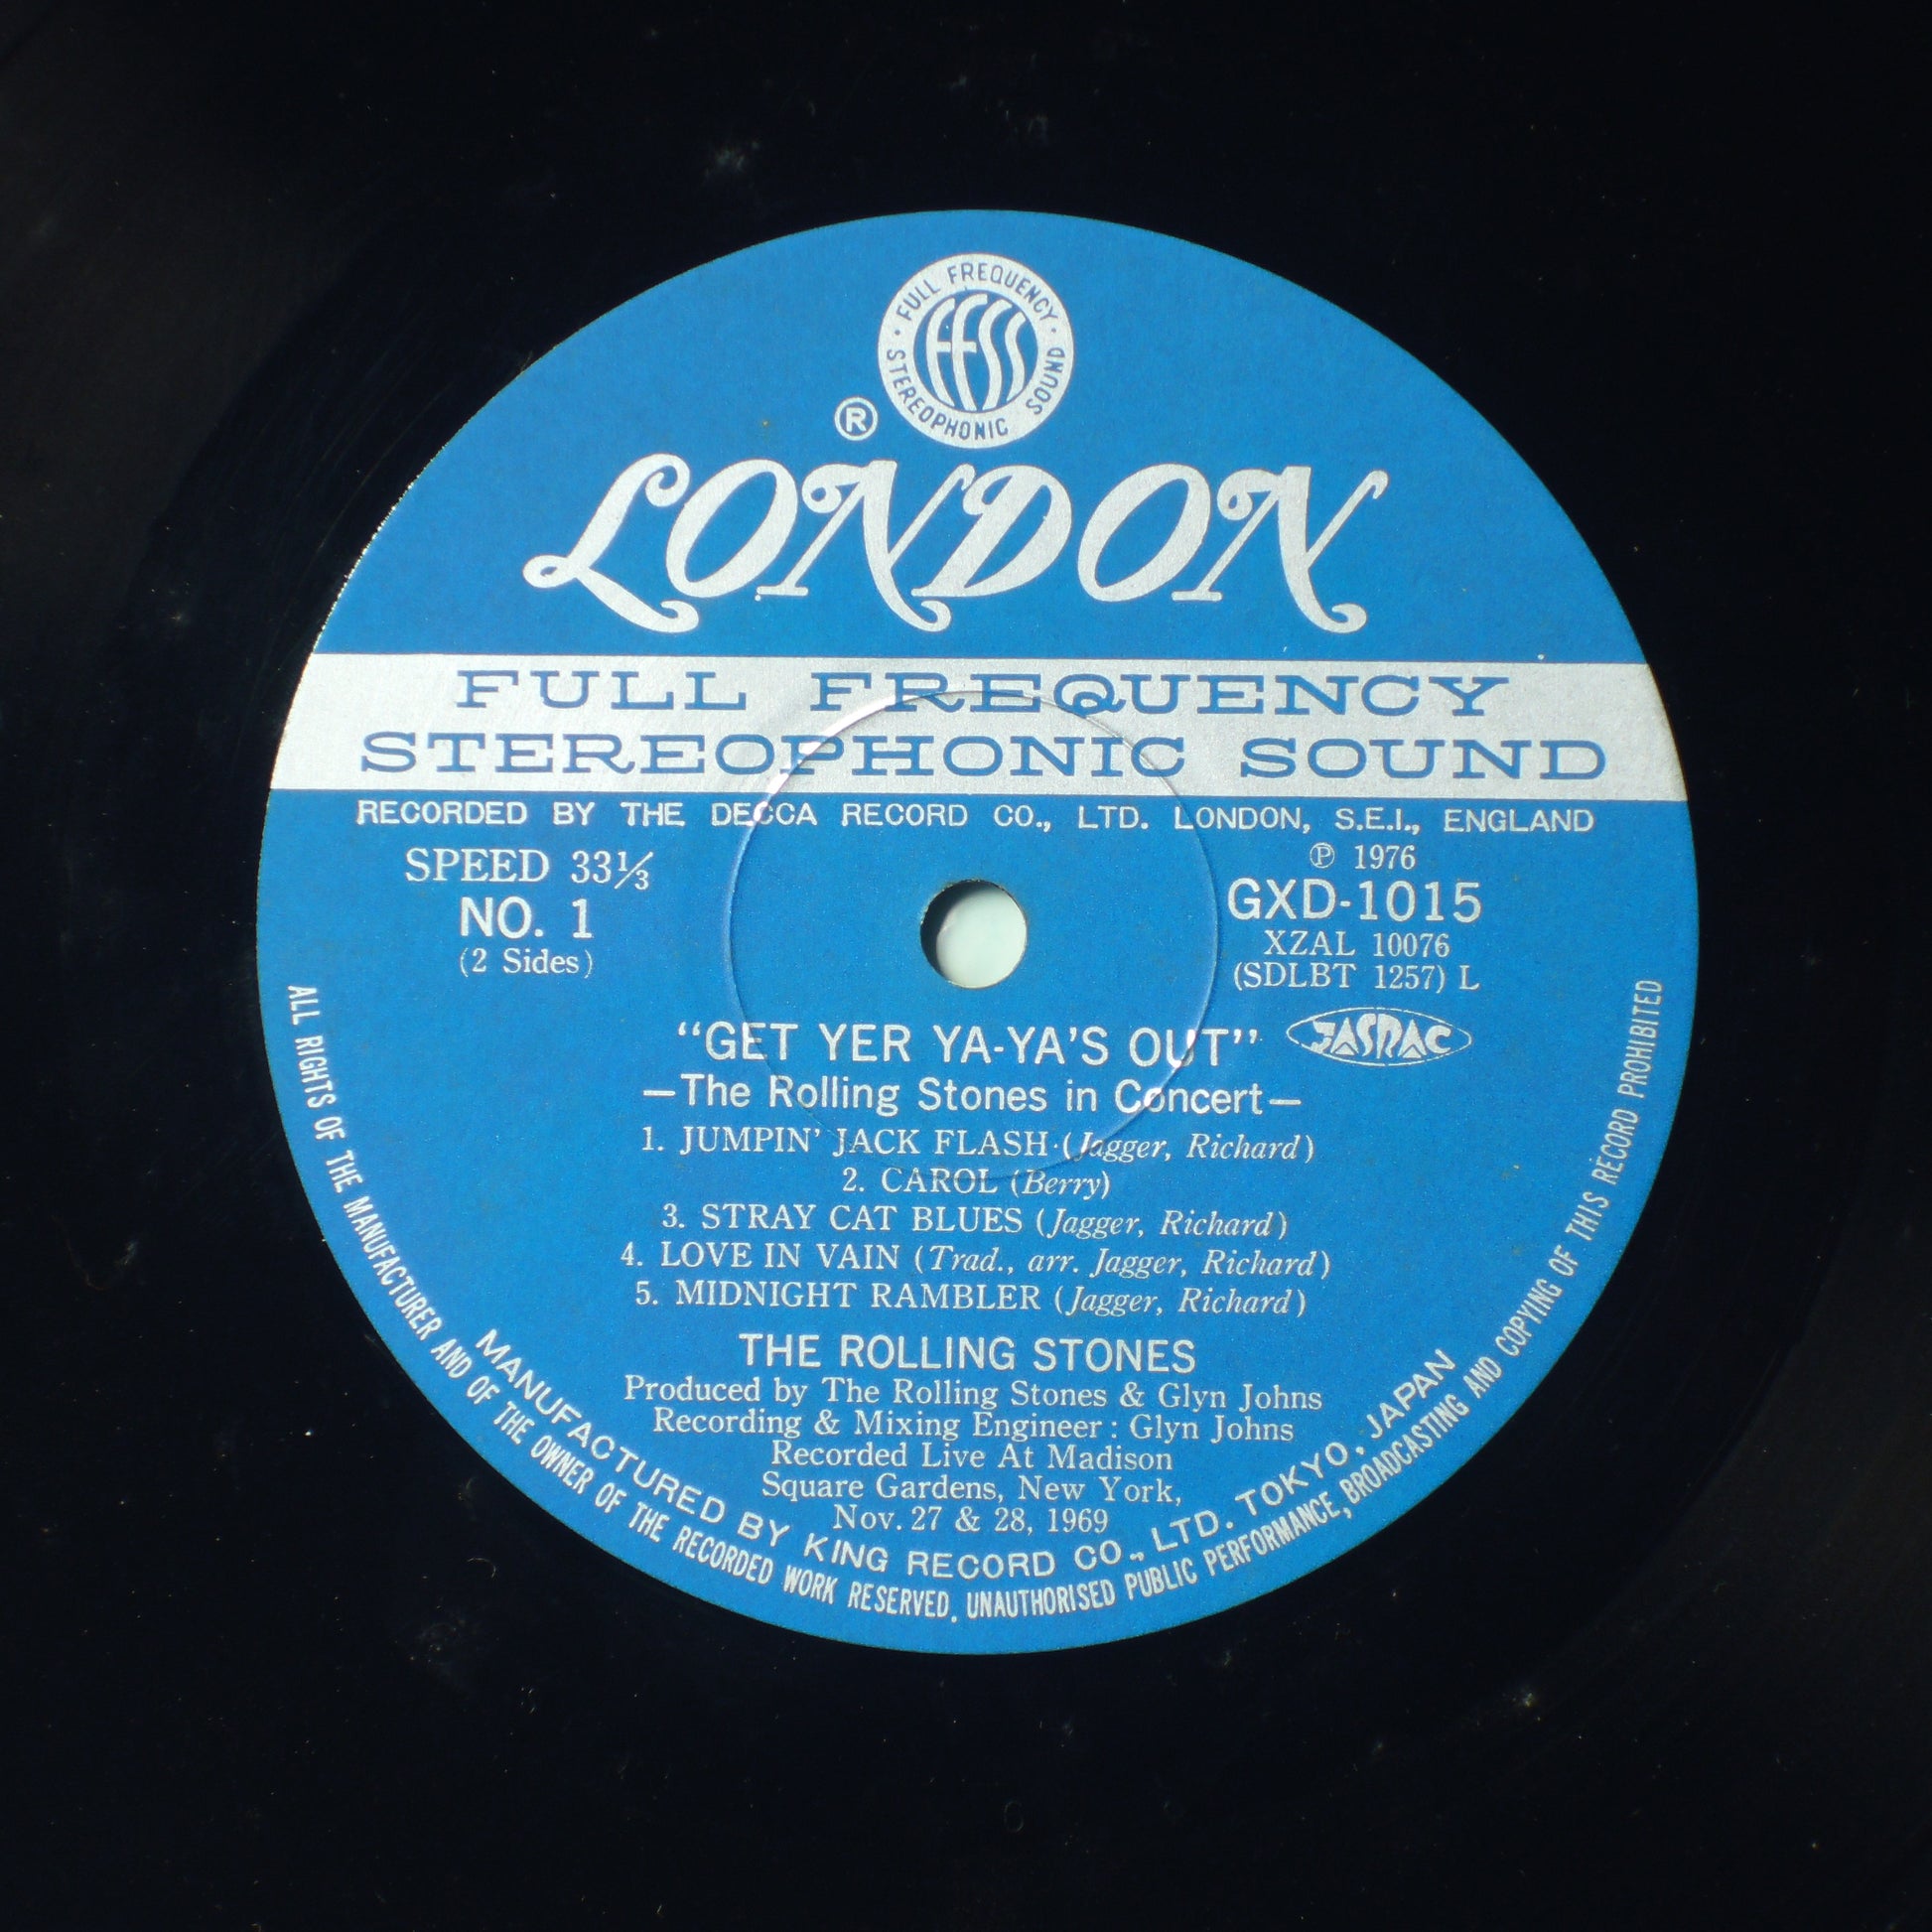 FULL FREQUENCY
STEREOPHONIC SOUND
FFSS
®
LONDON
FULL FREQUENCY
STEREOPHONIC SOUND
RECORDED BY THE DECCA RECORD CO., LTD. LONDON, S.E.I., ENGLAND
SPEED 33⅓
NO. 1
(2 Sides)
℗ 1976
GXD-1015
XZAL 10076
(SDLBT 1257) L
JASRAC
“GET YER YA-YA'S OUT”
—The Rolling Stones in Concert—
1. JUMPIN' JACK FLASH·(Jagger, Richard)
2. CAROL (Berry)
3. STRAY CAT BLUES (Jagger, Richard)
4. LOVE IN VAIN (Trad., arr. Jagger, Richard)
5. MIDNIGHT RAMBLER (Jagger, Richard)
THE ROLLING STONES
Produced by The Rolling Stones & Glyn Johns
Recording & Mixing Engineer : Glyn Johns
Recorded Live At Madison
Square Gardens, New York,
Nov. 27 & 28, 1969
MANUFACTURED BY KING RECORD CO., LTD. TOKYO, JAPAN
ALL RIGHTS OF THE MANUFACTURER AND OF THE OWNER OF THE RECORDED WORK RESERVED. UNAUTHORISED PUBLIC PERFORMANCE, BROADCASTING AND COPYING OF THIS RECORD PROHIBITED